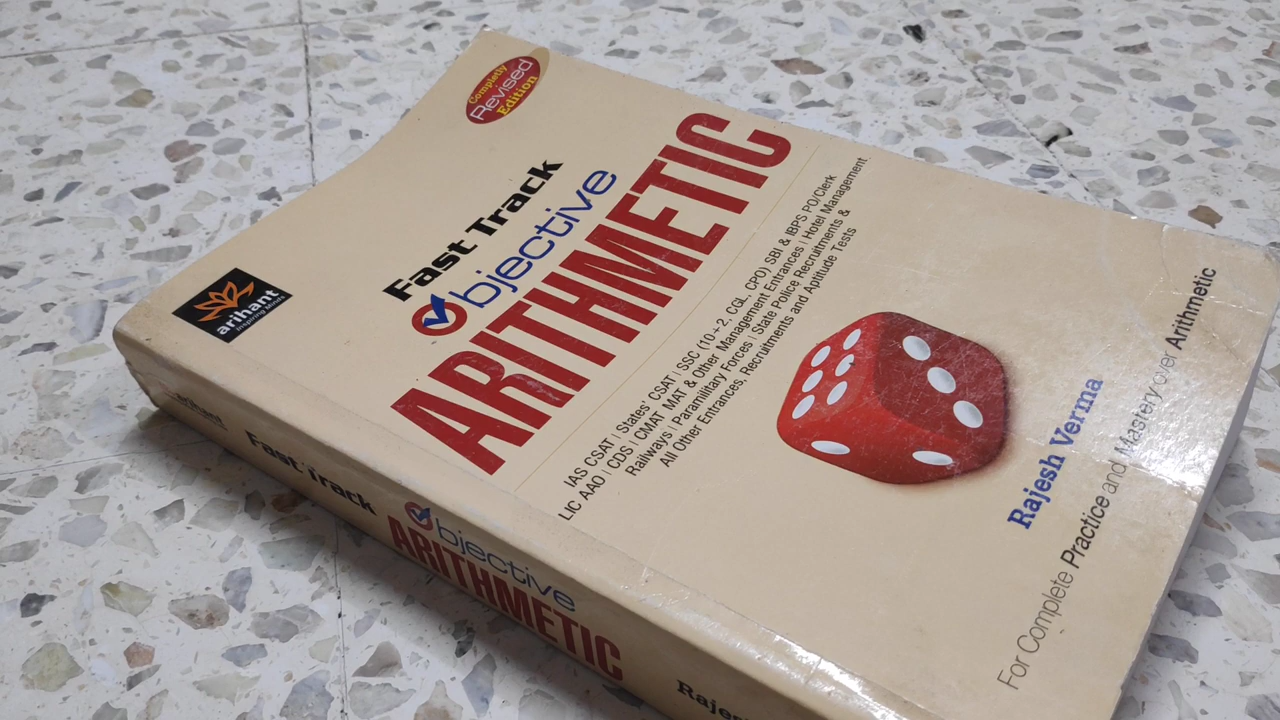 Completly
Revised
Edition
arihant
Inspiring Minds
Fast Track
Objective
ARITHMETIC
IAS CSAT | States' CSAT | SSC (10+2, CGL, CPO) SBI & IBPS PO/Clerk
LIC AAO | CDS | CMAT MAT & Other Management Entrances | Hotel Management
Railways | Paramilitary Forces | State Police Recruitments &
All Other Entrances, Recruitments and Aptitude Tests
Rajesh Verma
For Complete Practice and Mastery over Arithmetic
arihant
Fast Track
Objective
ARITHMETIC